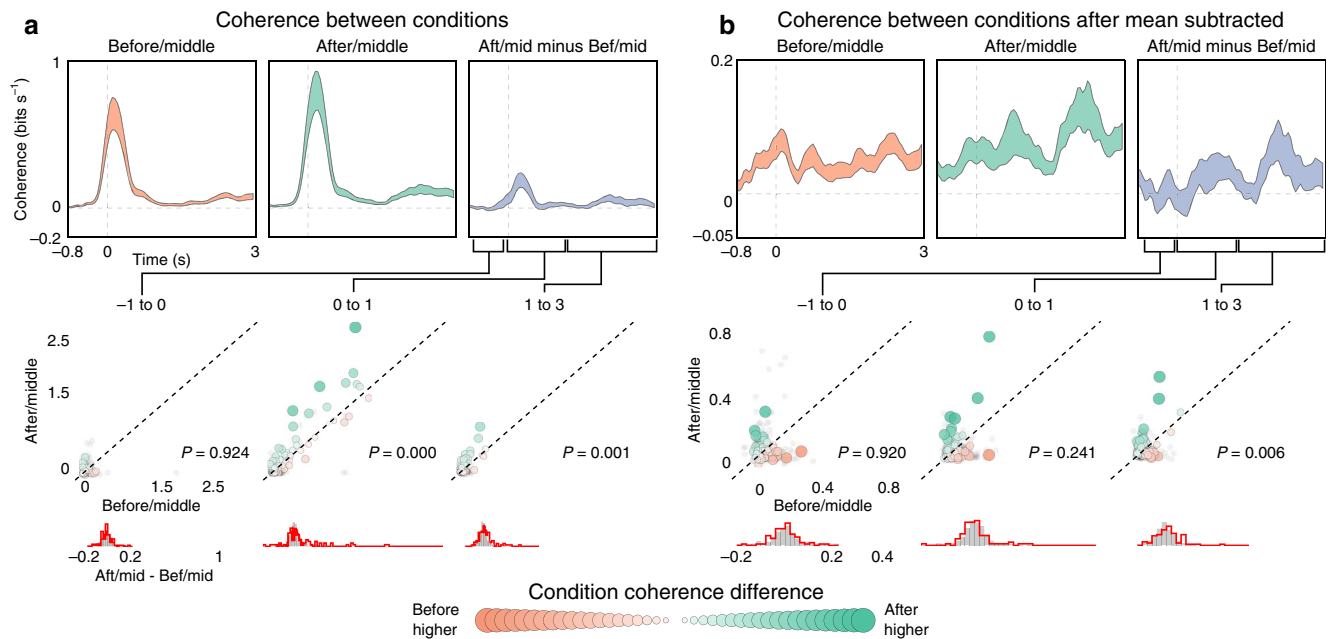 a
Coherence between conditions
Before/middle
After/middle
Aft/mid minus Bef/mid
Coherence (bits s⁻¹)
1
0
–0.2
–0.8
0
3
Time (s)
–1 to 0
0 to 1
1 to 3
After/middle
2.5
1.5
0
P = 0.924
P = 0.000
P = 0.001
0
1.5
2.5
Before/middle
–0.2
0.2
1
Aft/mid - Bef/mid
b
Coherence between conditions after mean subtracted
Before/middle
After/middle
Aft/mid minus Bef/mid
0.2
0
–0.05
–0.8
0
3
–1 to 0
0 to 1
1 to 3
After/middle
0.8
0.4
0
P = 0.920
P = 0.241
P = 0.006
0
0.4
0.8
Before/middle
–0.2
0.2
0.4
Condition coherence difference
Before
higher
After
higher